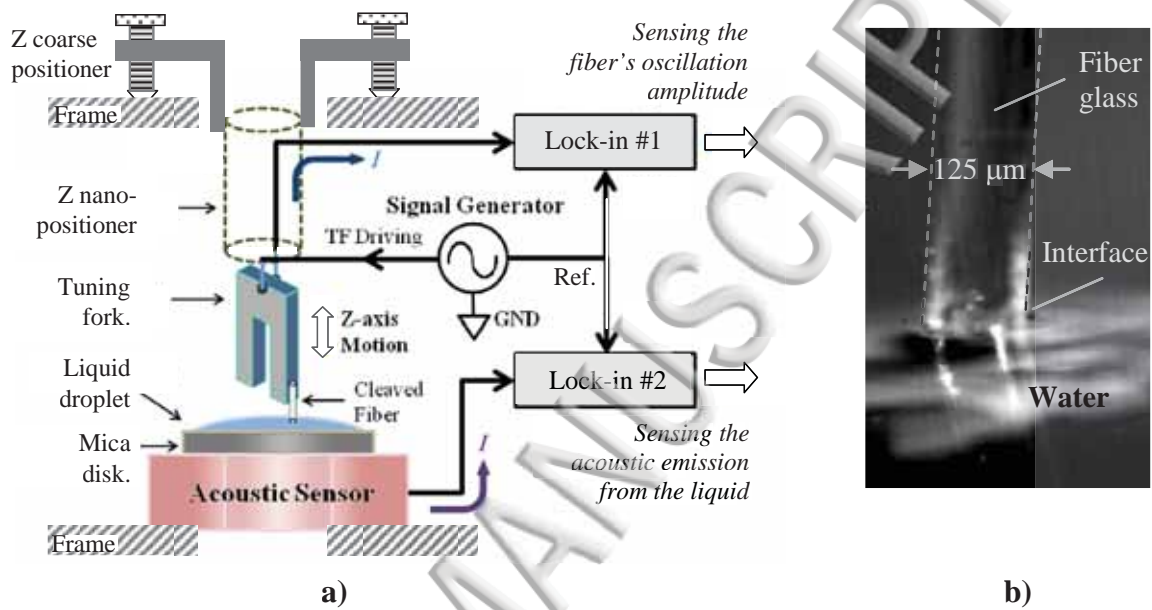 Z coarse
positioner
Frame
Z nano-
positioner
Tuning
fork.
Liquid
droplet
Mica
disk.
Frame
I
Signal Generator
TF Driving
Z-axis
Motion
GND
Cleaved
Fiber
Acoustic Sensor
I
Sensing the
fiber's oscillation
amplitude
Lock-in #1
Ref.
Lock-in #2
Sensing the
acoustic emission
from the liquid
a)
Fiber
glass
125 μm
Interface
Water
b)
MANUSCRIPT